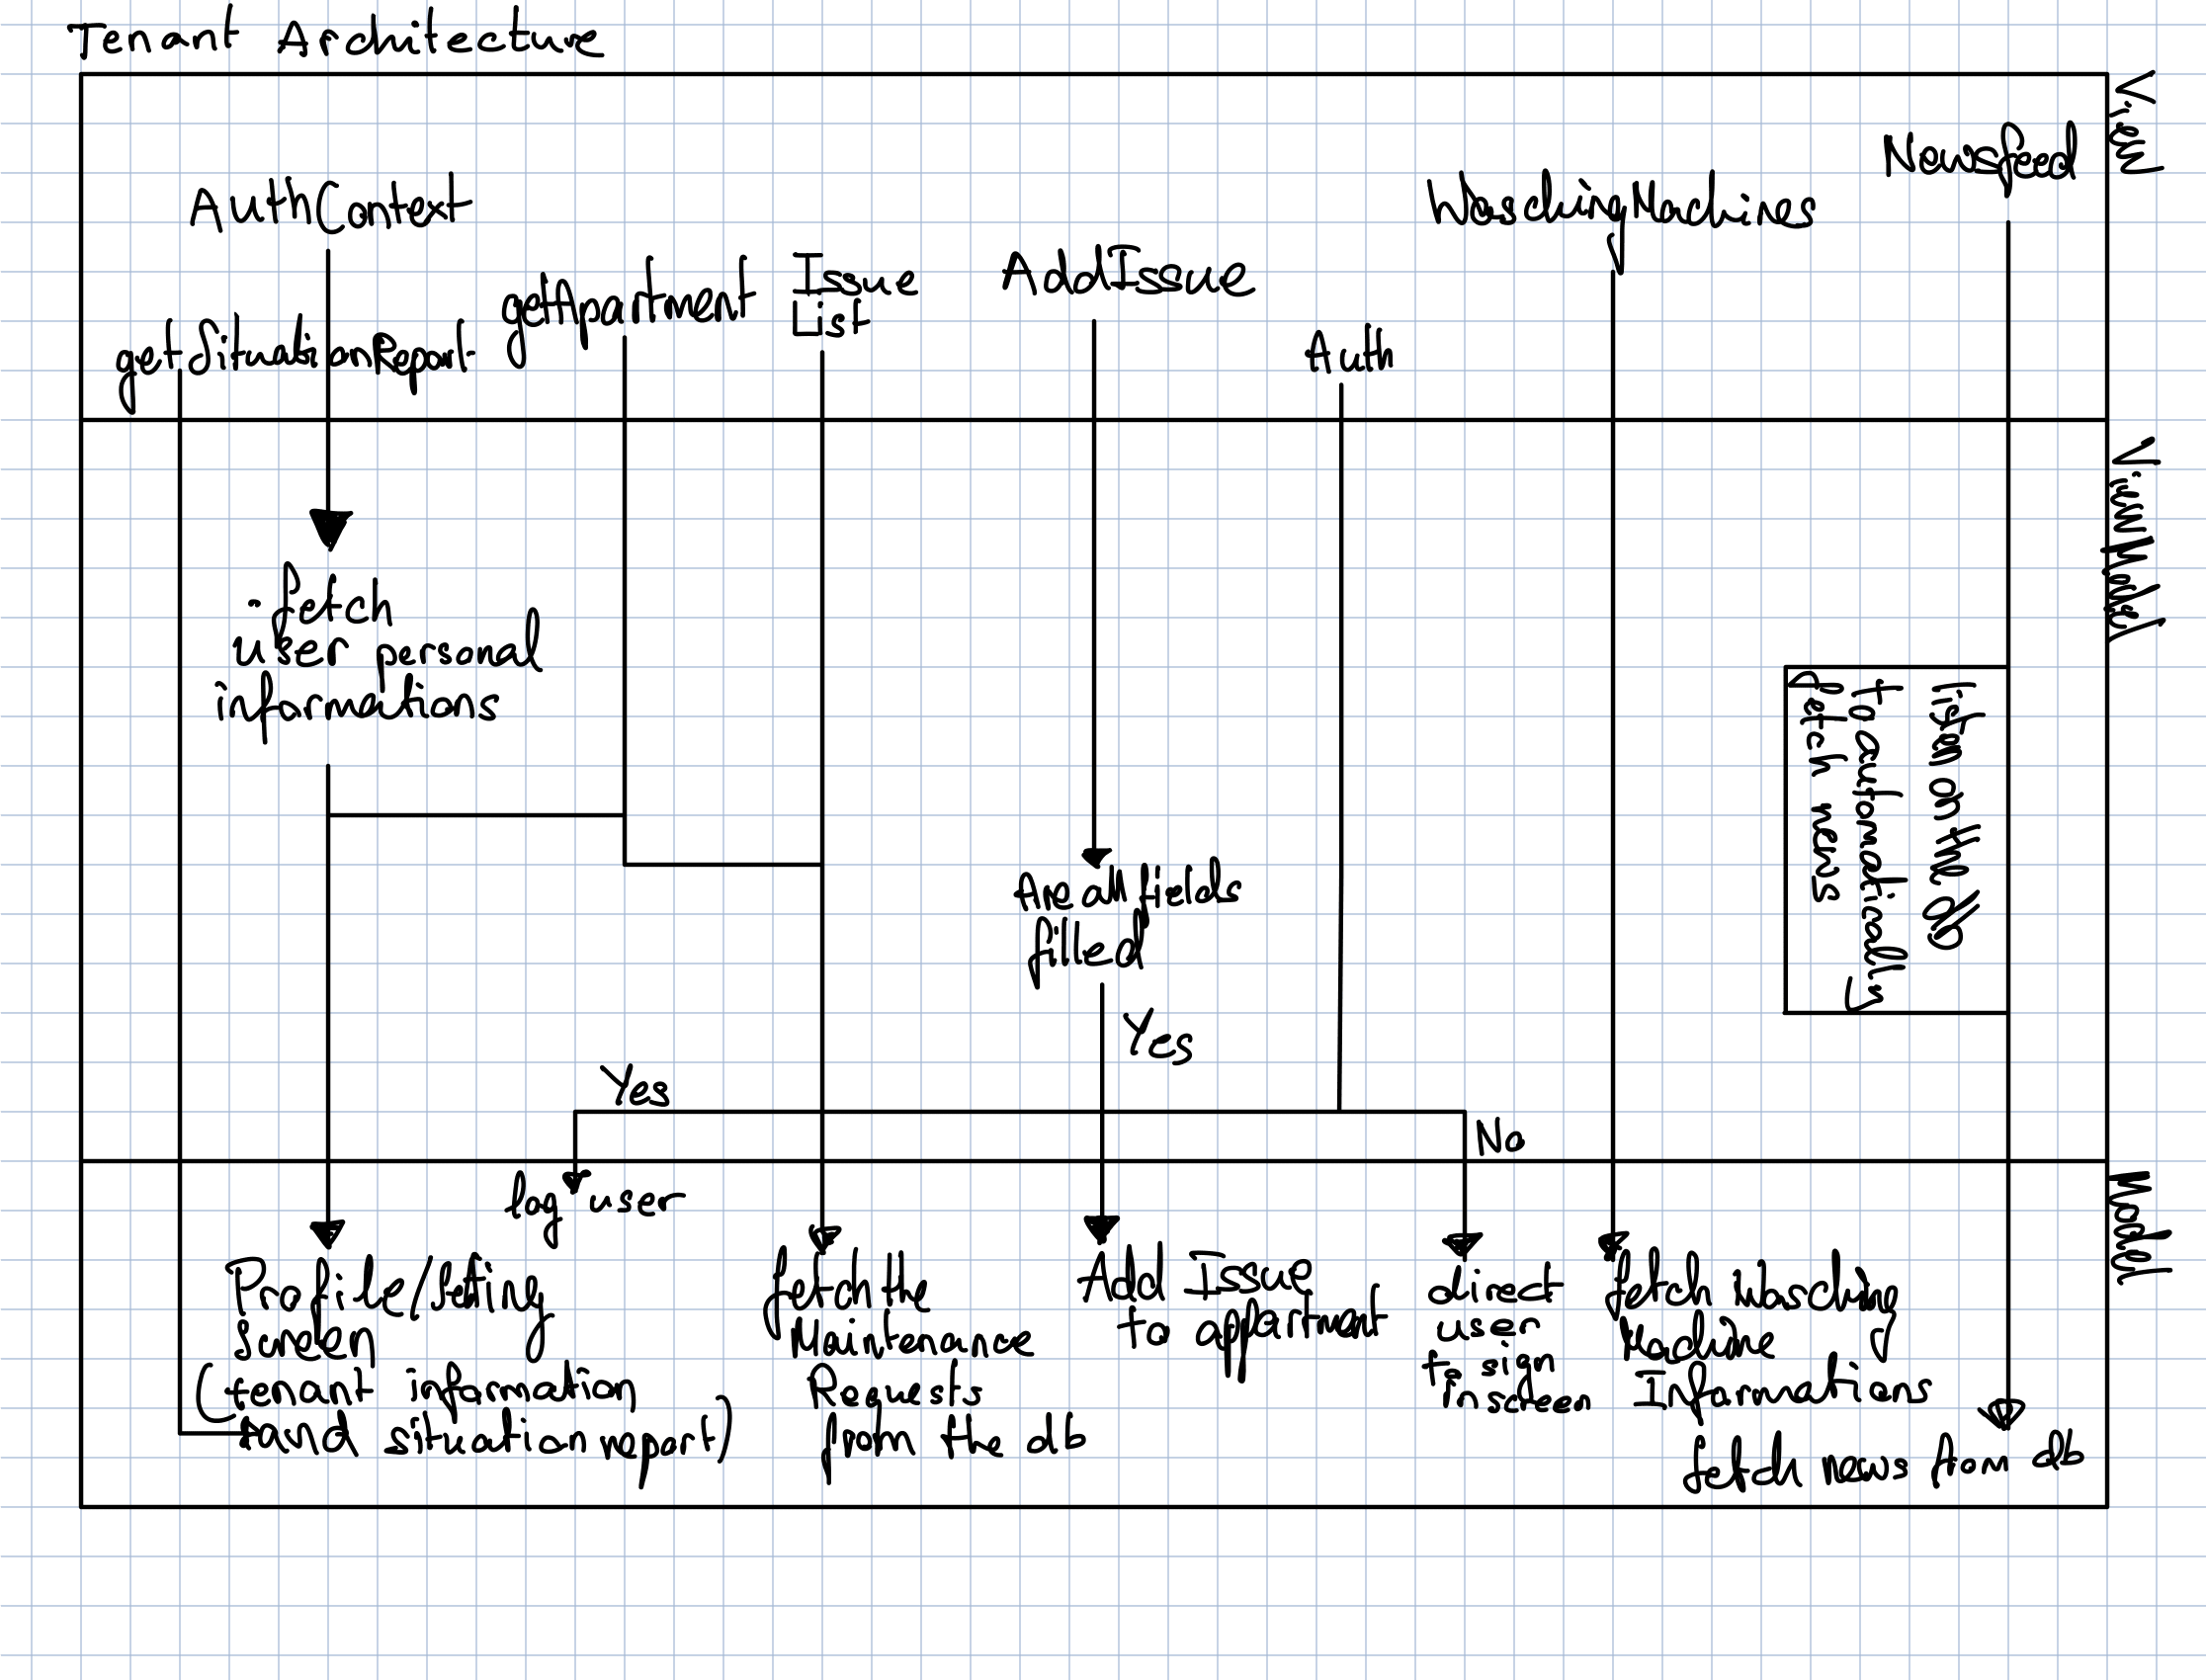 Tenant Architecture
View
Newsfeed
AuthContext
WaschingMachines
getAppartment
Issue
List
AddIssue
getSituationReport
Auth
ViewModel
fetch
user personal
informations
listen on the DB
to automatically
fetch news
Are all fields
filled
Yes
Yes
No
Model
log user
Profile/Setting
Screen
(tenant information
and situation report)
fetch the
Maintenance
Requests
from the db
Add Issue
to appartment
direct
user
to sign
in screen
fetch Wasching
Machine
Informations
fetch news from db